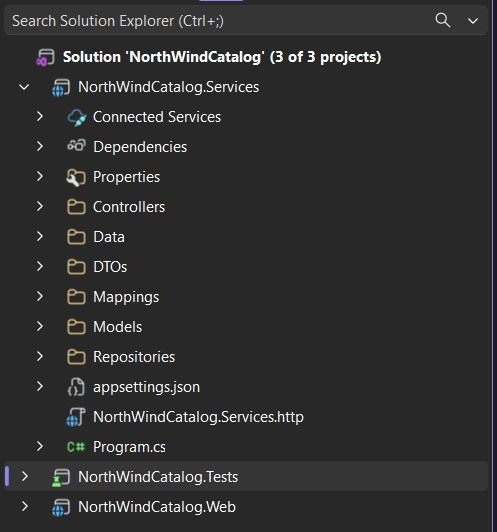 Search Solution Explorer (Ctrl+;)
Solution 'NorthWindCatalog' (3 of 3 projects)
NorthWindCatalog.Services
Connected Services
Dependencies
Properties
Controllers
Data
DTOs
Mappings
Models
Repositories
appsettings.json
NorthWindCatalog.Services.http
C# Program.cs
NorthWindCatalog.Tests
NorthWindCatalog.Web